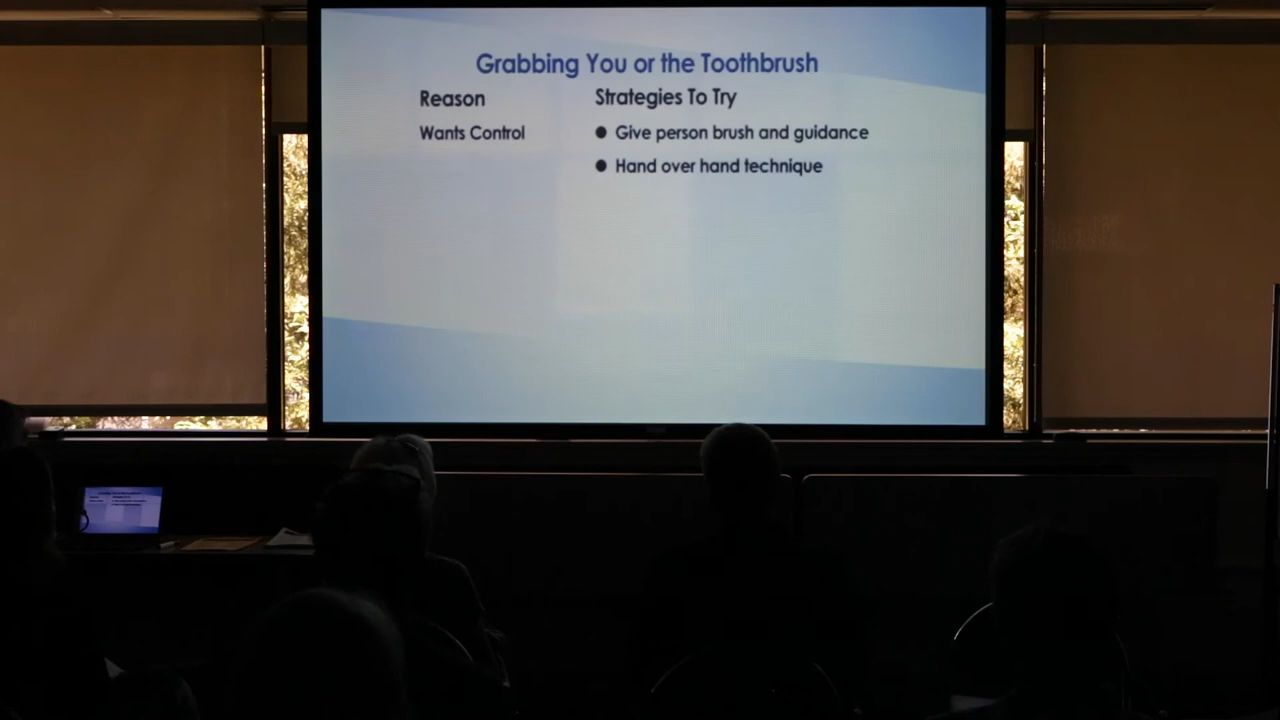 Grabbing You or the Toothbrush
Reason Strategies To Try
Wants Control ● Give person brush and guidance
● Hand over hand technique